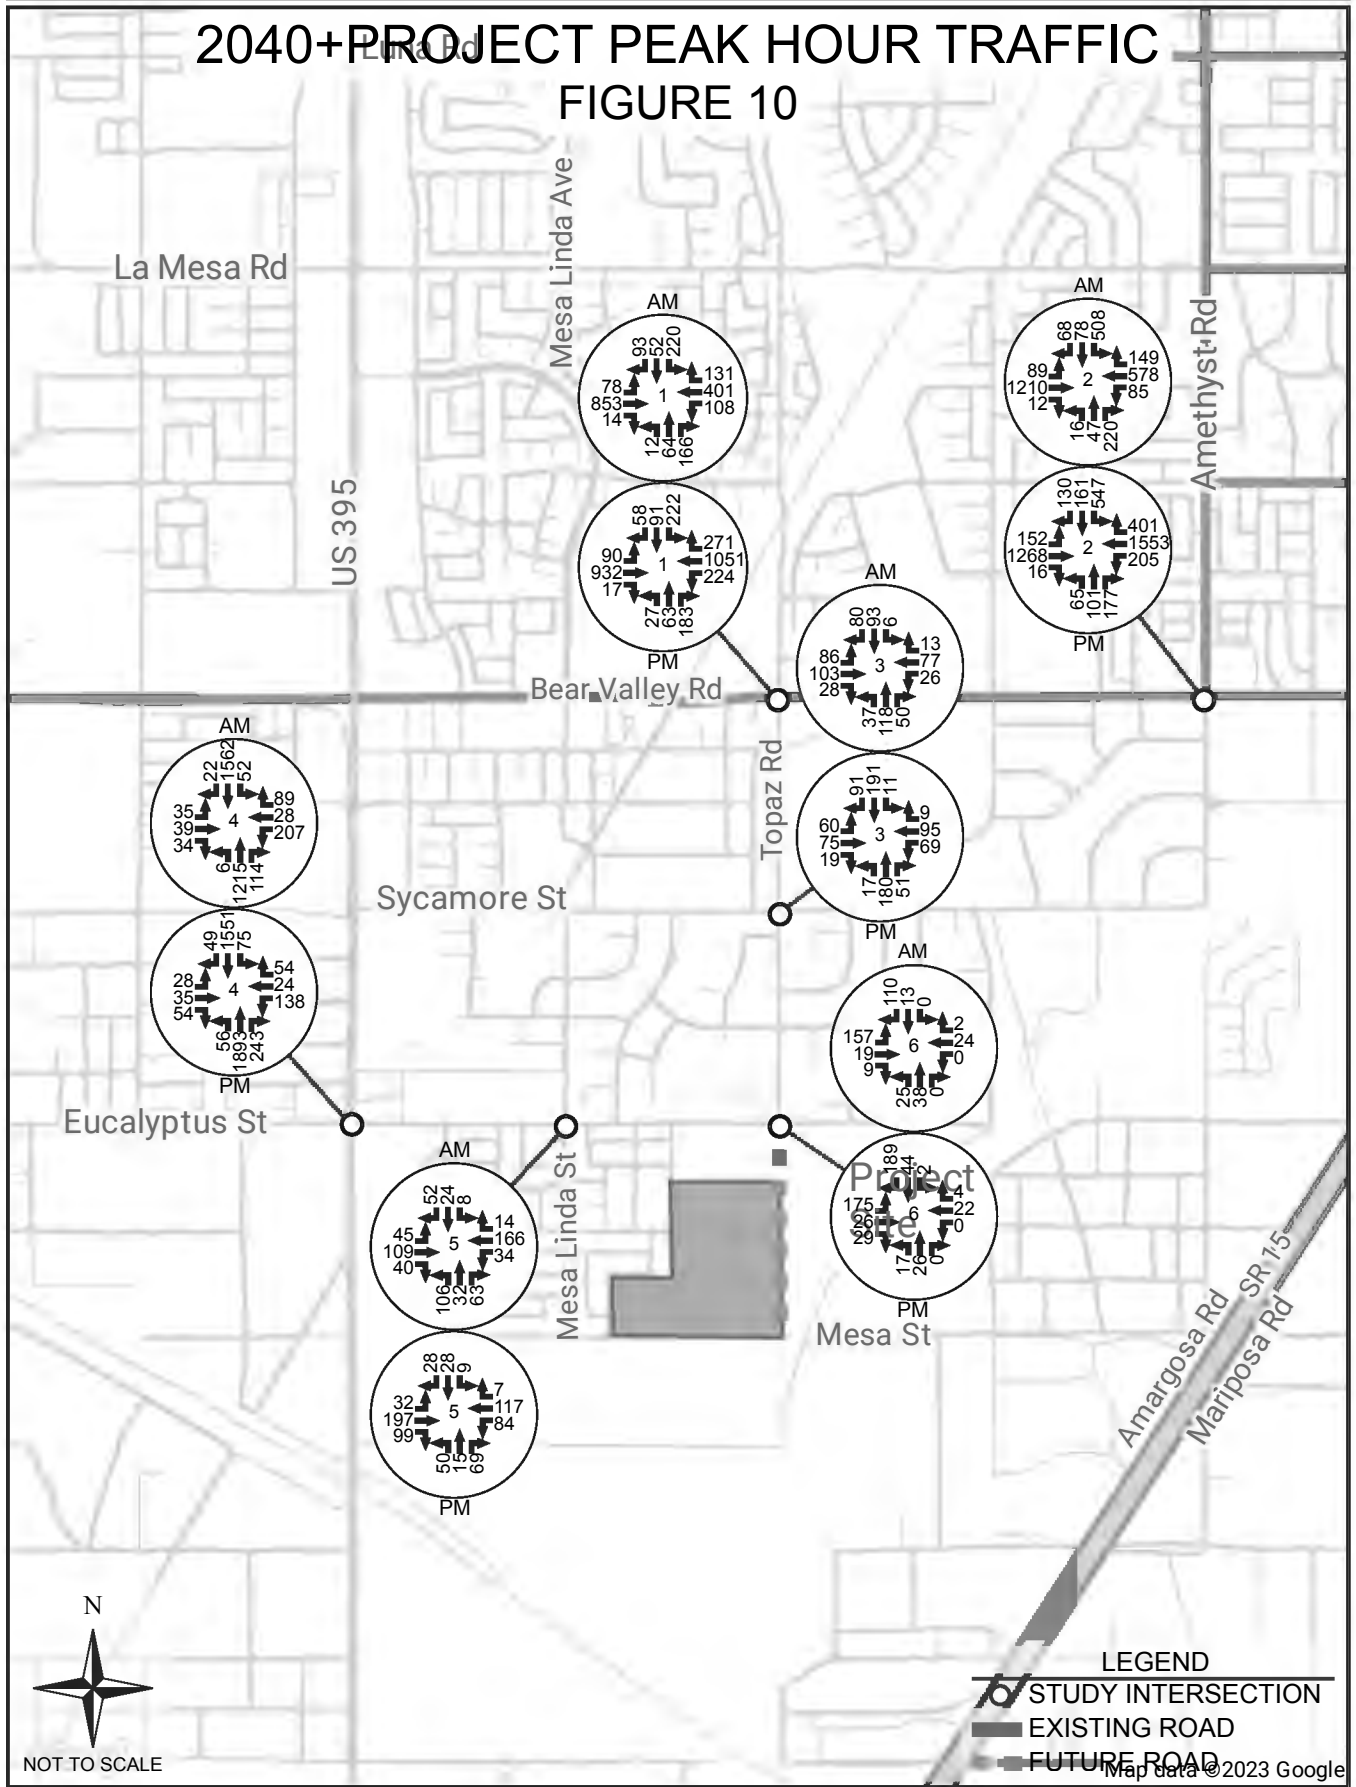 2040+PROJECT PEAK HOUR TRAFFIC
Luna Rd
FIGURE 10
Mesa Linda Ave
La Mesa Rd
US 395
Amethyst Rd
AM
93 52 220
78 853 14
1
131 401 108
12 64 166
58 91 222
90 932 17
1
271 1051 224
27 63 183
PM
AM
68 78 508
89 1210 12
2
149 578 85
16 47 220
130 161 547
152 1268 16
2
401 1553 205
65 101 177
PM
Bear Valley Rd
Topaz Rd
AM
80 93 6
86 103 28
3
13 77 26
37 118 50
91 191 11
60 75 19
3
9 95 69
17 180 51
PM
AM
22 1562 52
35 39 34
4
89 28 207
6 1215 114
49 1551 75
28 35 54
4
54 24 138
56 1893 243
PM
Sycamore St
Eucalyptus St
AM
110 13 0
157 19 9
6
2 24 0
25 38 0
189 44 2
175 26 29
6
4 22 0
17 26 0
PM
Project
Site
AM
52 24 8
45 109 40
5
14 166 34
106 32 63
28 28 9
32 197 99
5
7 117 84
50 15 69
PM
Mesa Linda St
Mesa St
Amargosa Rd
SR 15
Mariposa Rd
N
NOT TO SCALE
LEGEND
STUDY INTERSECTION
EXISTING ROAD
FUTURE ROAD
Map data ©2023 Google